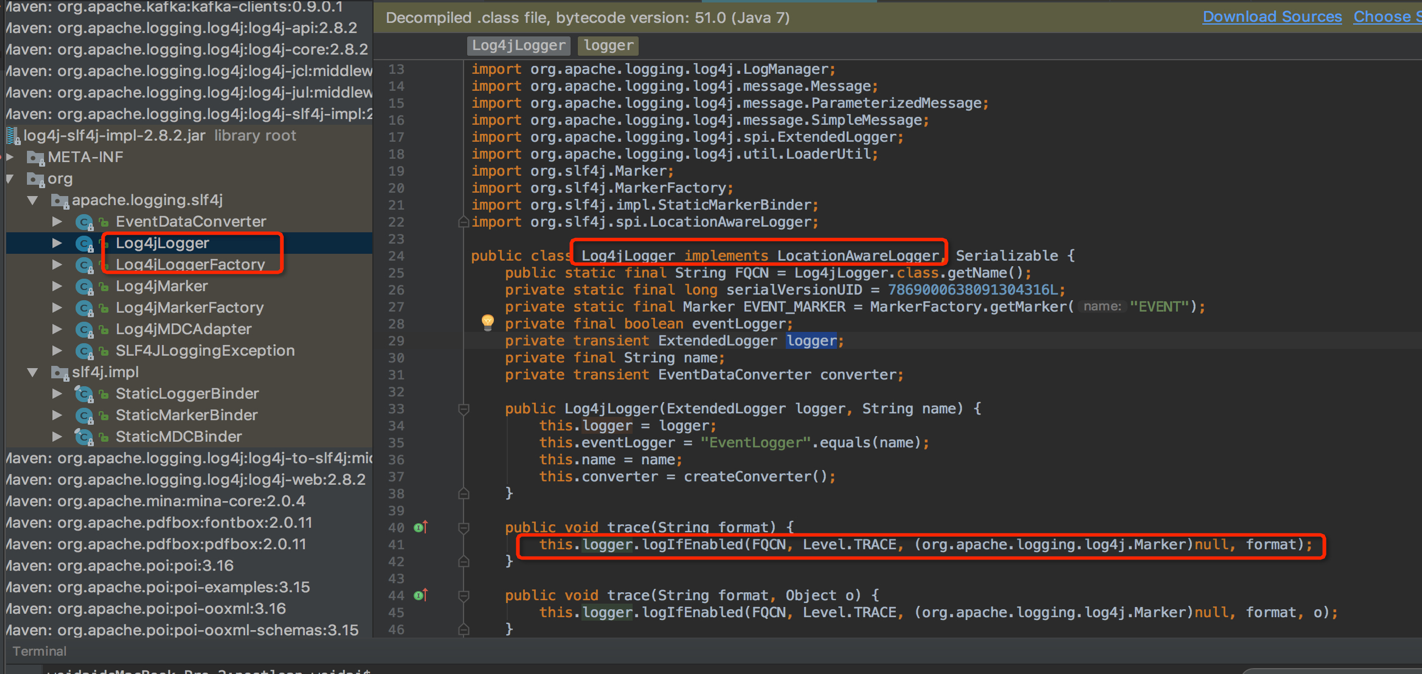 Maven: org.apache.kafka:kafka-clients:0.9.0.1
Maven: org.apache.logging.log4j:log4j-api:2.8.2
Maven: org.apache.logging.log4j:log4j-core:2.8.2
Maven: org.apache.logging.log4j:log4j-jcl:middlew
Maven: org.apache.logging.log4j:log4j-jul:middlew
Maven: org.apache.logging.log4j:log4j-slf4j-impl:2
log4j-slf4j-impl-2.8.2.jar library root
META-INF
org
apache.logging.slf4j
EventDataConverter
Log4jLogger
Log4jLoggerFactory
Log4jMarker
Log4jMarkerFactory
Log4jMDCAdapter
SLF4JLoggingException
slf4j.impl
StaticLoggerBinder
StaticMarkerBinder
StaticMDCBinder
Maven: org.apache.logging.log4j:log4j-to-slf4j:mid
Maven: org.apache.logging.log4j:log4j-web:2.8.2
Maven: org.apache.mina:mina-core:2.0.4
Maven: org.apache.pdfbox:fontbox:2.0.11
Maven: org.apache.pdfbox:pdfbox:2.0.11
Maven: org.apache.poi:poi:3.16
Maven: org.apache.poi:poi-examples:3.15
Maven: org.apache.poi:poi-ooxml:3.16
Maven: org.apache.poi:poi-ooxml-schemas:3.15
Decompiled .class file, bytecode version: 51.0 (Java 7) Download Sources Choose S
Log4jLogger logger
13 import org.apache.logging.log4j.LogManager;
14 import org.apache.logging.log4j.message.Message;
15 import org.apache.logging.log4j.message.ParameterizedMessage;
16 import org.apache.logging.log4j.message.SimpleMessage;
17 import org.apache.logging.log4j.spi.ExtendedLogger;
18 import org.apache.logging.log4j.util.LoaderUtil;
19 import org.slf4j.Marker;
20 import org.slf4j.MarkerFactory;
21 import org.slf4j.impl.StaticMarkerBinder;
22 import org.slf4j.spi.LocationAwareLogger;
23
24 public class Log4jLogger implements LocationAwareLogger, Serializable {
25 public static final String FQCN = Log4jLogger.class.getName();
26 private static final long serialVersionUID = 7869000638091304316L;
27 private static final Marker EVENT_MARKER = MarkerFactory.getMarker( name: "EVENT");
28 private final boolean eventLogger;
29 private transient ExtendedLogger logger;
30 private final String name;
31 private transient EventDataConverter converter;
32
33 public Log4jLogger(ExtendedLogger logger, String name) {
34 this.logger = logger;
35 this.eventLogger = "EventLogger".equals(name);
36 this.name = name;
37 this.converter = createConverter();
38 }
39
40 public void trace(String format) {
41 this.logger.logIfEnabled(FQCN, Level.TRACE, (org.apache.logging.log4j.Marker)null, format);
42 }
43
44 public void trace(String format, Object o) {
45 this.logger.logIfEnabled(FQCN, Level.TRACE, (org.apache.logging.log4j.Marker)null, format, o);
46 }
Terminal